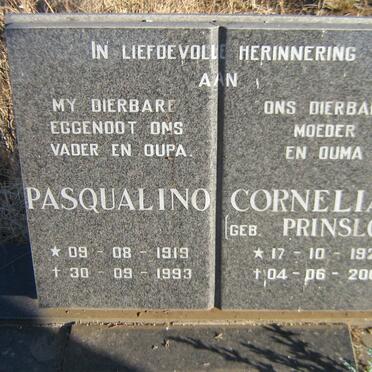 IN LIEFDEVOLLE HERINNERING
AAN
MY DIERBARE
EGGENOOT ONS
VADER EN OUPA.
PASQUALINO
★ 09 - 08 - 1919
† 30 - 09 - 1993
ONS DIERBA
MOEDER
EN OUMA
CORNELIA
(GEB. PRINSLO
★ 17 - 10 - 192
† 04 - 06 - 200